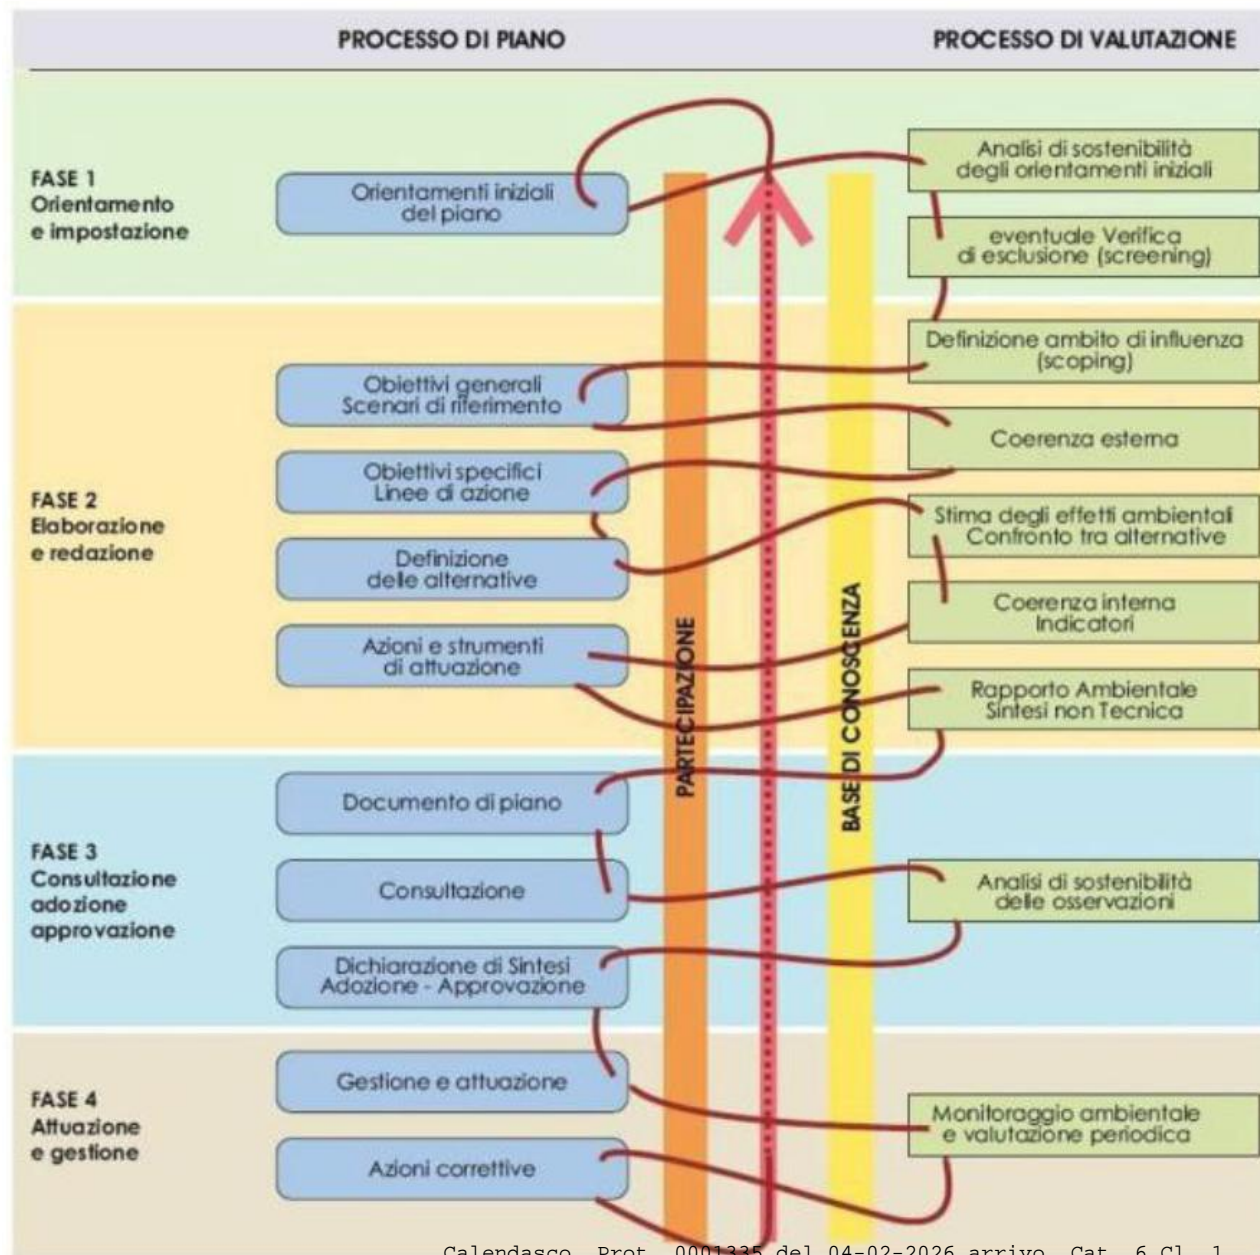 PROCESSO DI PIANO
PROCESSO DI VALUTAZIONE
FASE 1
Orientamento
e impostazione
Orientamenti iniziali
del piano
Analisi di sostenibilità
degli orientamenti iniziali
eventuale Verifica
di esclusione (screening)
FASE 2
Elaborazione
e redazione
Definizione ambito di influenza
(scoping)
Obiettivi generali
Scenari di riferimento
Coerenza esterna
Obiettivi specifici
Linee di azione
Definizione
delle alternative
Stima degli effetti ambientali
Confronto tra alternative
Coerenza interna
Indicatori
Azioni e strumenti
di attuazione
Rapporto Ambientale
Sintesi non Tecnica
PARTECIPAZIONE
BASE DI CONOSCENZA
FASE 3
Consultazione
adozione
approvazione
Documento di piano
Consultazione
Analisi di sostenibilità
delle osservazioni
Dichiarazione di Sintesi
Adozione - Approvazione
FASE 4
Attuazione
e gestione
Gestione e attuazione
Monitoraggio ambientale
e valutazione periodica
Azioni correttive
Calendasco Prot. 0001335 del 04-02-2026 arrivo Cat. 6 Cl. 1